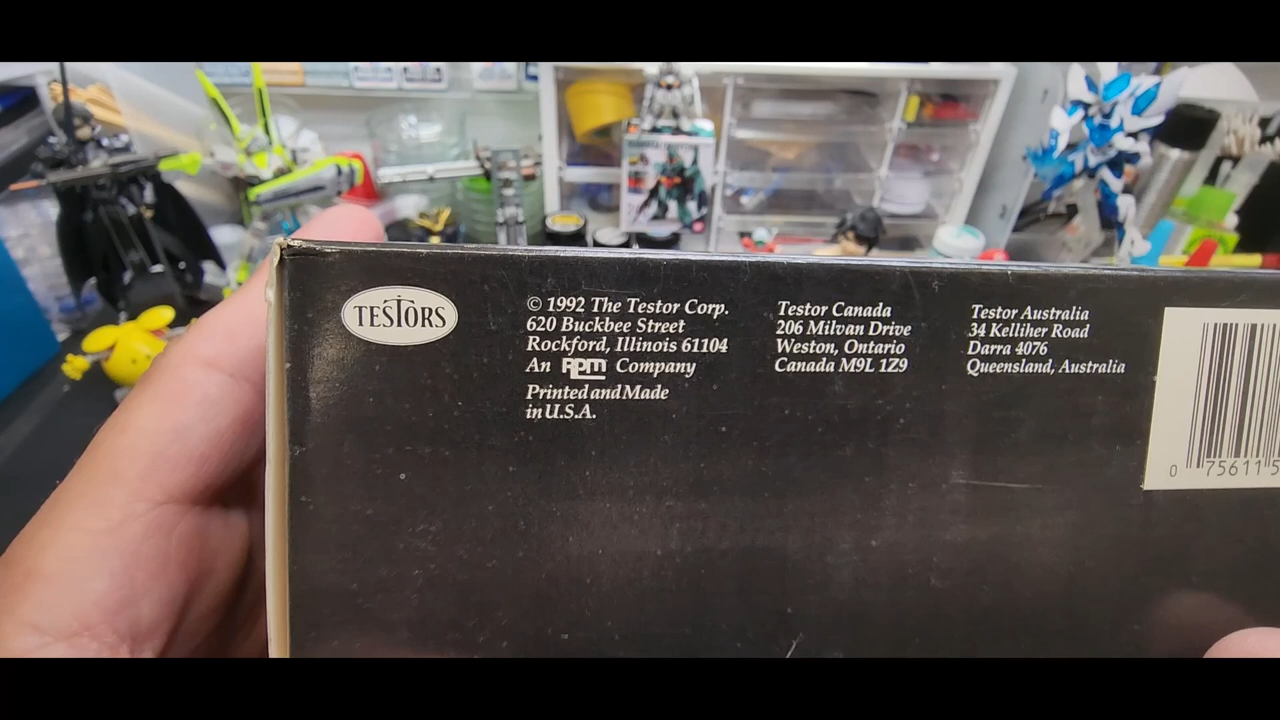 TESTORS
© 1992 The Testor Corp.
620 Buckbee Street
Rockford, Illinois 61104
An RPM Company
Printed and Made
in U.S.A.
Testor Canada
206 Milvan Drive
Weston, Ontario
Canada M9L 1Z9
Testor Australia
34 Kelliher Road
Darra 4076
Queensland, Australia
0 75611 5